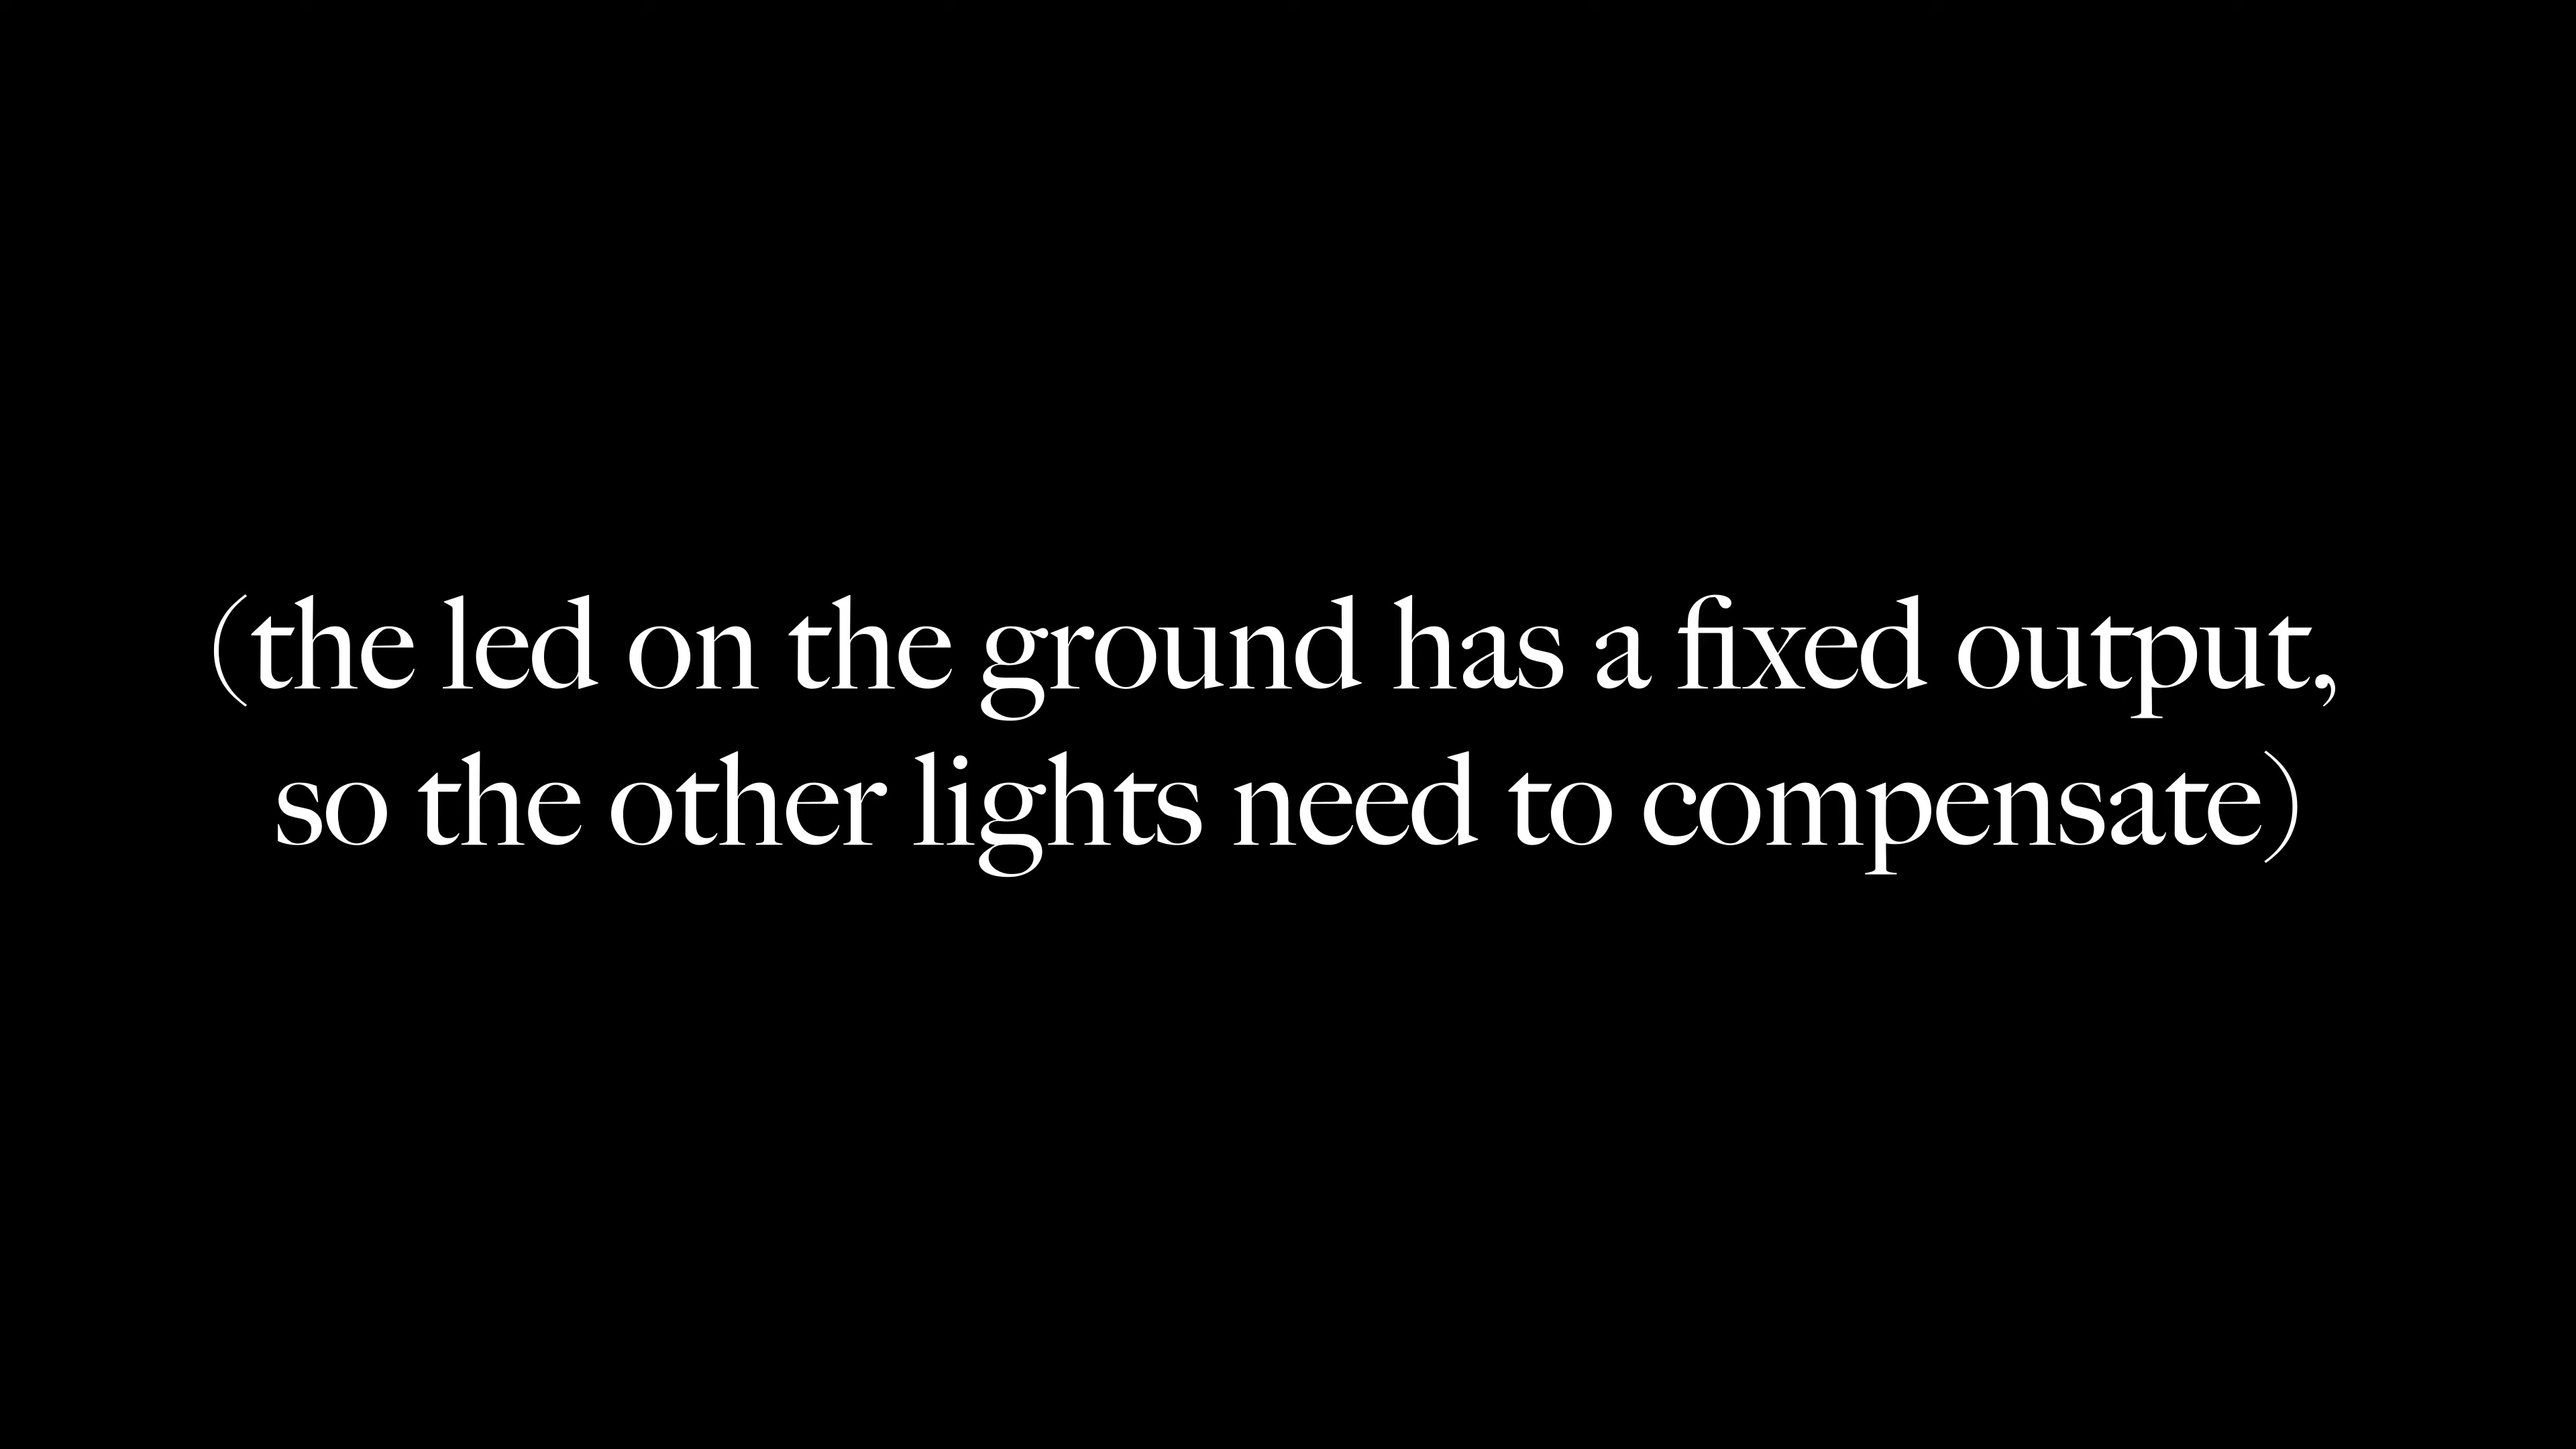 (the led on the ground has a fixed output,
so the other lights need to compensate)